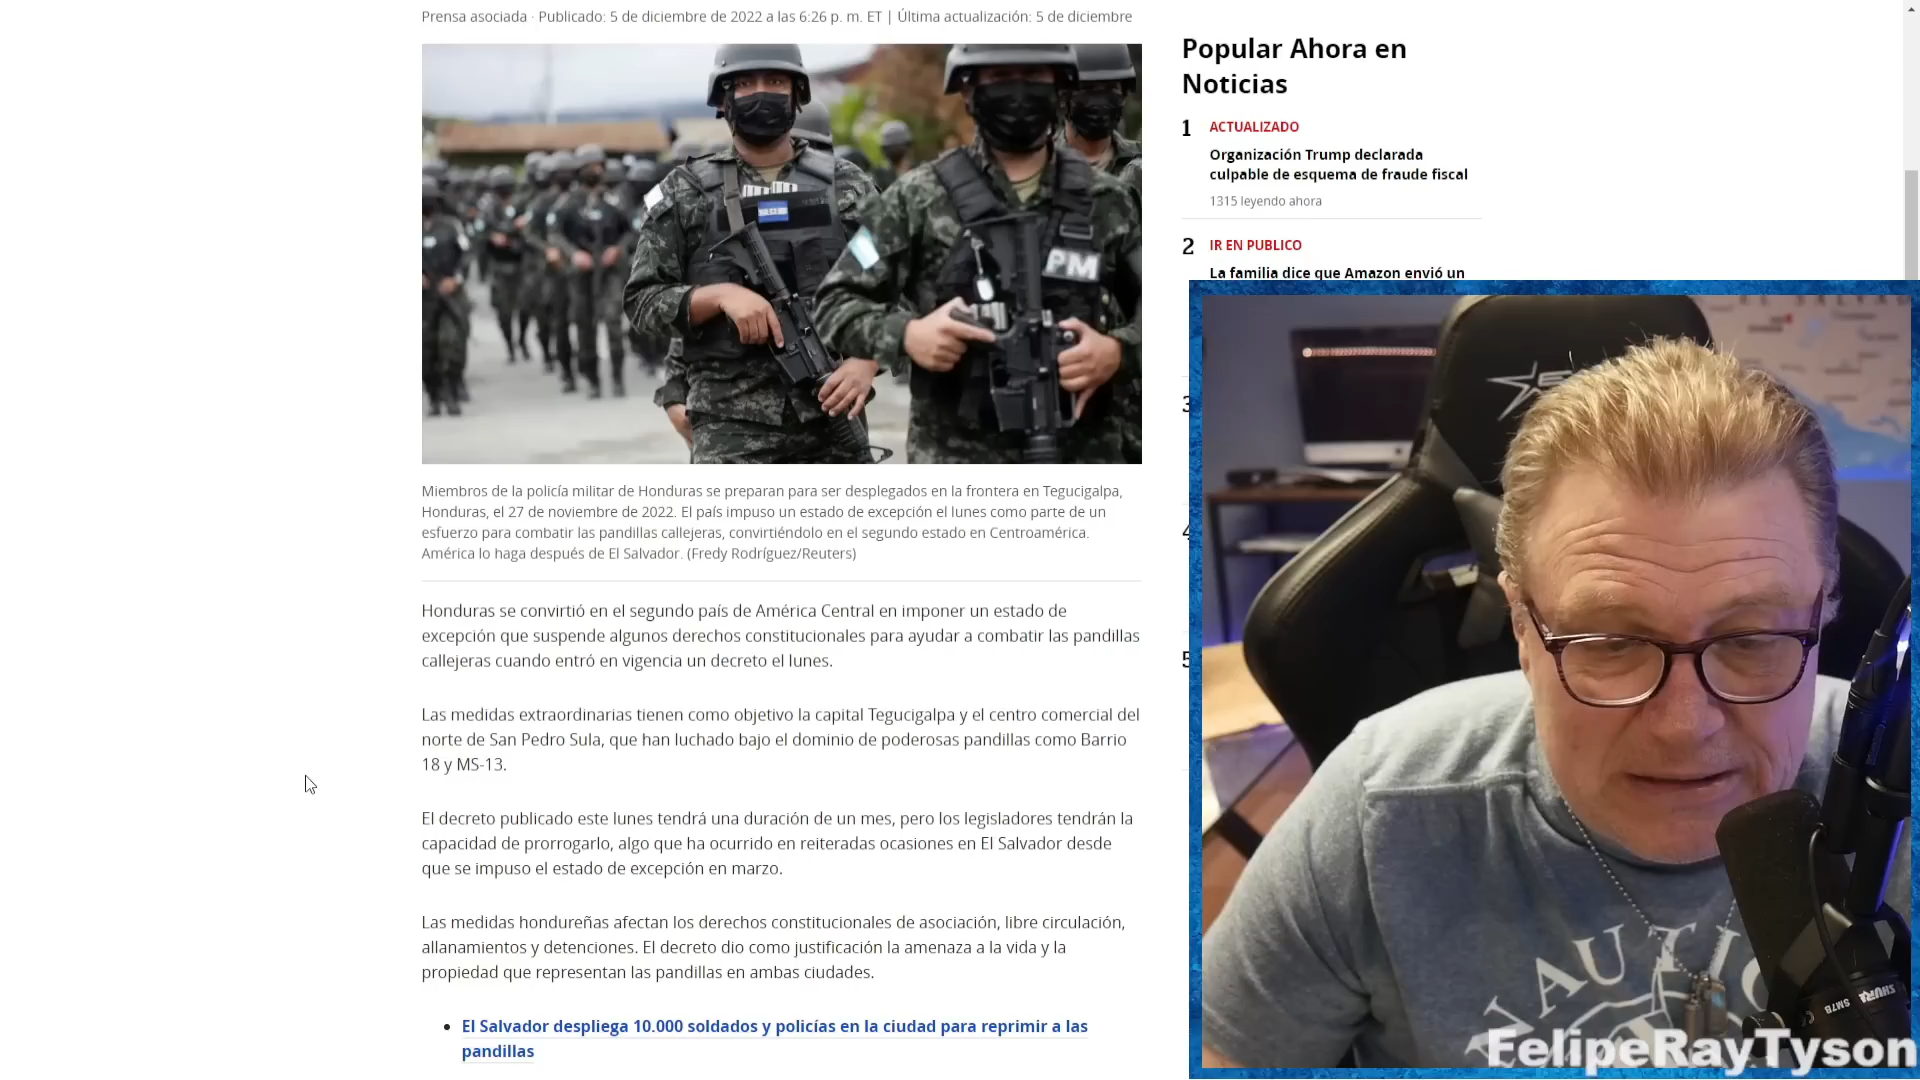 Prensa asociada · Publicado: 5 de diciembre de 2022 a las 6:26 p. m. ET | Última actualización: 5 de diciembre
PM
Miembros de la policía militar de Honduras se preparan para ser desplegados en la frontera en Tegucigalpa,
Honduras, el 27 de noviembre de 2022. El país impuso un estado de excepción el lunes como parte de un
esfuerzo para combatir las pandillas callejeras, convirtiéndolo en el segundo estado en Centroamérica.
América lo haga después de El Salvador. (Fredy Rodríguez/Reuters)
Honduras se convirtió en el segundo país de América Central en imponer un estado de
excepción que suspende algunos derechos constitucionales para ayudar a combatir las pandillas
callejeras cuando entró en vigencia un decreto el lunes.
Las medidas extraordinarias tienen como objetivo la capital Tegucigalpa y el centro comercial del
norte de San Pedro Sula, que han luchado bajo el dominio de poderosas pandillas como Barrio
18 y MS-13.
El decreto publicado este lunes tendrá una duración de un mes, pero los legisladores tendrán la
capacidad de prorrogarlo, algo que ha ocurrido en reiteradas ocasiones en El Salvador desde
que se impuso el estado de excepción en marzo.
Las medidas hondureñas afectan los derechos constitucionales de asociación, libre circulación,
allanamientos y detenciones. El decreto dio como justificación la amenaza a la vida y la
propiedad que representan las pandillas en ambas ciudades.
• El Salvador despliega 10.000 soldados y policías en la ciudad para reprimir a las
pandillas
Popular Ahora en
Noticias
1 ACTUALIZADO
Organización Trump declarada
culpable de esquema de fraude fiscal
1315 leyendo ahora
2 IR EN PUBLICO
La familia dice que Amazon envió un
3
4
5
NAUTIC
SHURE
SM7B
FelipeRayTyson